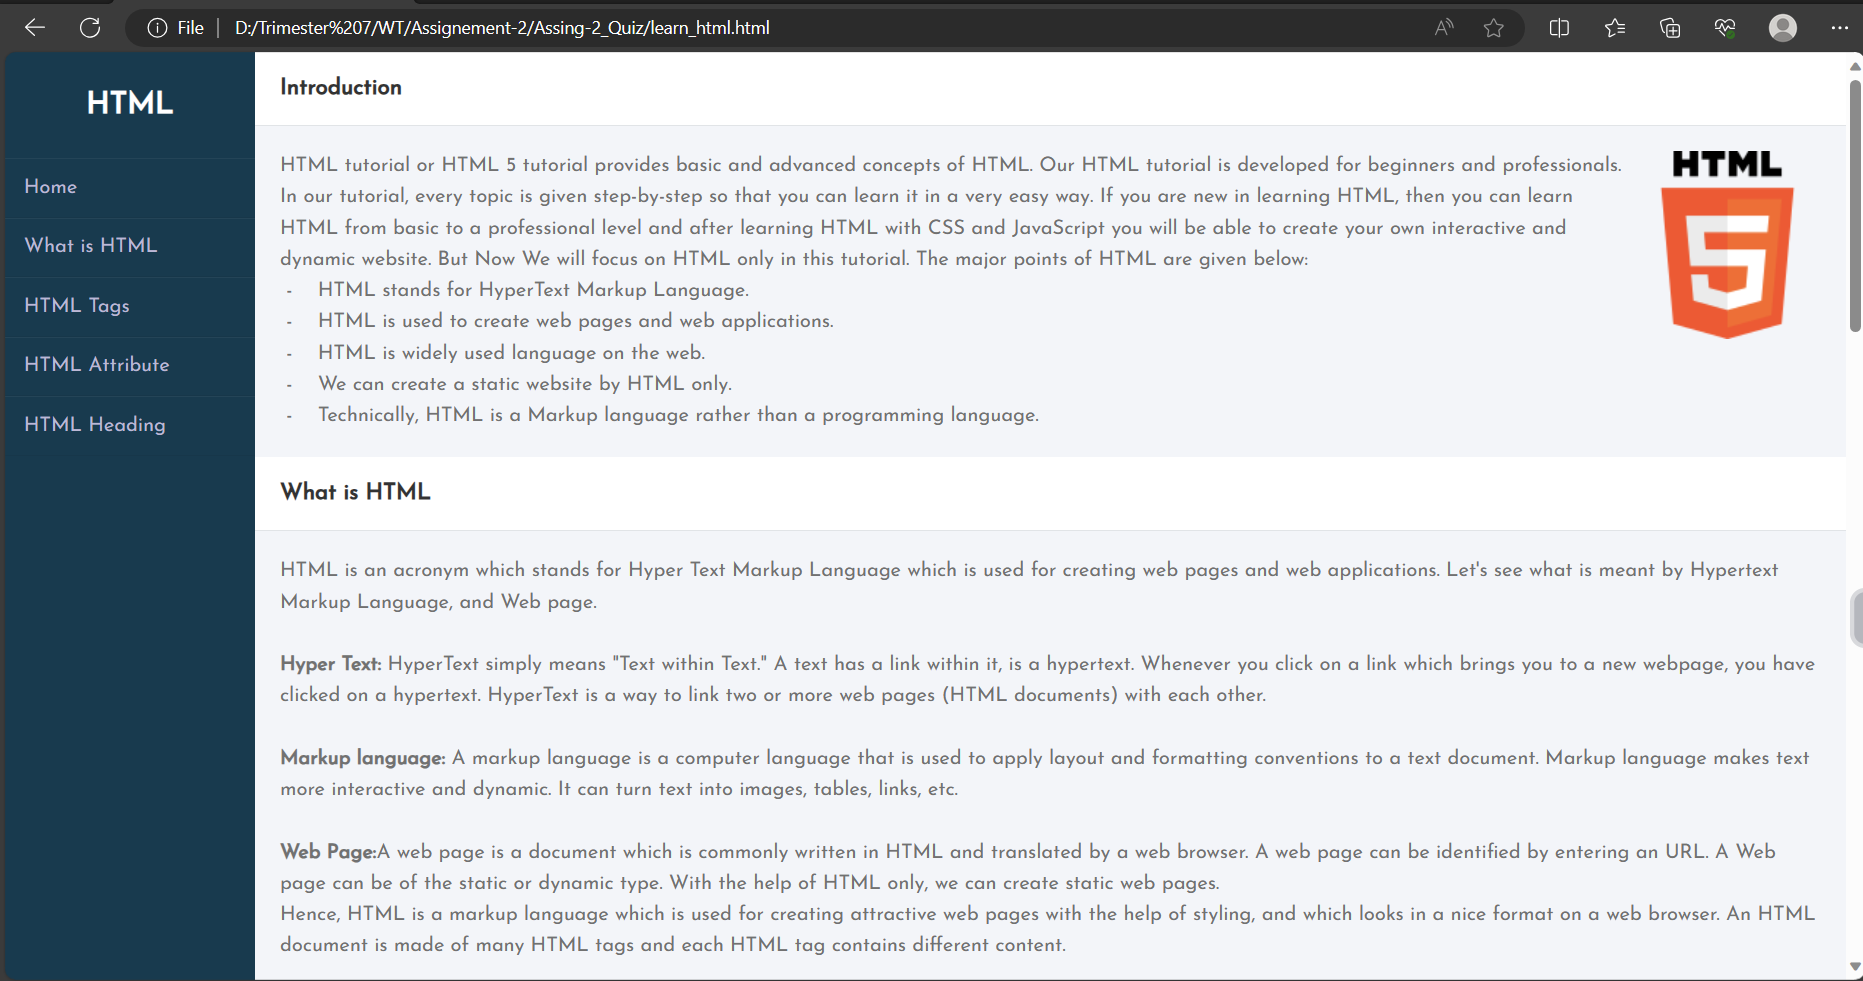 File | D:/Trimester%207/WT/Assignement-2/Assing-2_Quiz/learn_html.html
HTML
Home
What is HTML
HTML Tags
HTML Attribute
HTML Heading
Introduction
HTML tutorial or HTML 5 tutorial provides basic and advanced concepts of HTML. Our HTML tutorial is developed for beginners and professionals.
In our tutorial, every topic is given step-by-step so that you can learn it in a very easy way. If you are new in learning HTML, then you can learn
HTML from basic to a professional level and after learning HTML with CSS and JavaScript you will be able to create your own interactive and
dynamic website. But Now We will focus on HTML only in this tutorial. The major points of HTML are given below:
- HTML stands for HyperText Markup Language.
- HTML is used to create web pages and web applications.
- HTML is widely used language on the web.
- We can create a static website by HTML only.
- Technically, HTML is a Markup language rather than a programming language.
HTML
5
What is HTML
HTML is an acronym which stands for Hyper Text Markup Language which is used for creating web pages and web applications. Let's see what is meant by Hypertext
Markup Language, and Web page.
Hyper Text: HyperText simply means "Text within Text." A text has a link within it, is a hypertext. Whenever you click on a link which brings you to a new webpage, you have
clicked on a hypertext. HyperText is a way to link two or more web pages (HTML documents) with each other.
Markup language: A markup language is a computer language that is used to apply layout and formatting conventions to a text document. Markup language makes text
more interactive and dynamic. It can turn text into images, tables, links, etc.
Web Page:A web page is a document which is commonly written in HTML and translated by a web browser. A web page can be identified by entering an URL. A Web
page can be of the static or dynamic type. With the help of HTML only, we can create static web pages.
Hence, HTML is a markup language which is used for creating attractive web pages with the help of styling, and which looks in a nice format on a web browser. An HTML
document is made of many HTML tags and each HTML tag contains different content.